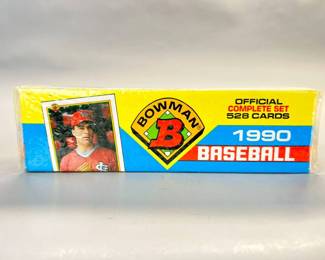 BOWMAN
B
OFFICIAL
COMPLETE SET
528 CARDS
1990
BASEBALL